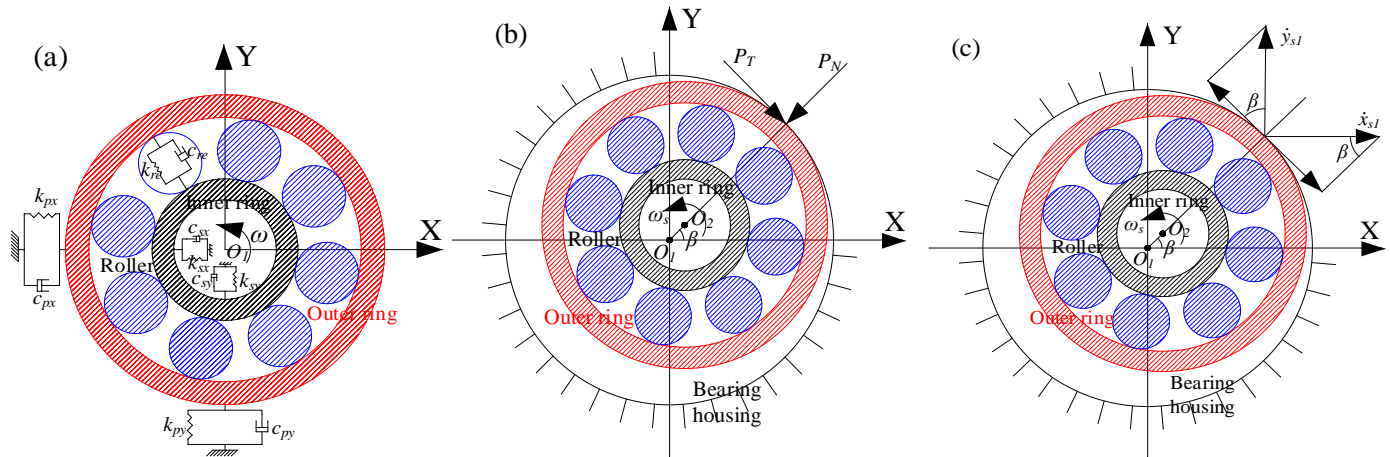 (a)
Y
X
k_px
c_px
k_re
c_re
Inner ring
ω
O_1
c_sx
k_sx
c_sy
k_sy
Roller
Outer ring
k_py
c_py
(b)
Y
X
P_T
P_N
Inner ring
ω_s
O_2
O_1
β
Roller
Outer ring
Bearing
housing
(c)
Y
X
ẏ_s1
ẋ_s1
β
β
Inner ring
ω_s
O_2
O_1
β
Roller
Outer ring
Bearing
housing